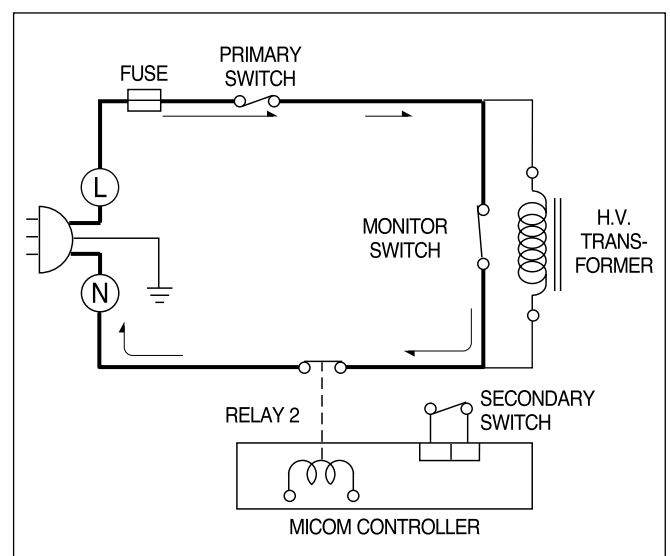 PRIMARY
SWITCH
FUSE
L
MONITOR
SWITCH
H.V.
TRANS-
FORMER
N
RELAY 2
SECONDARY
SWITCH
MICOM CONTROLLER